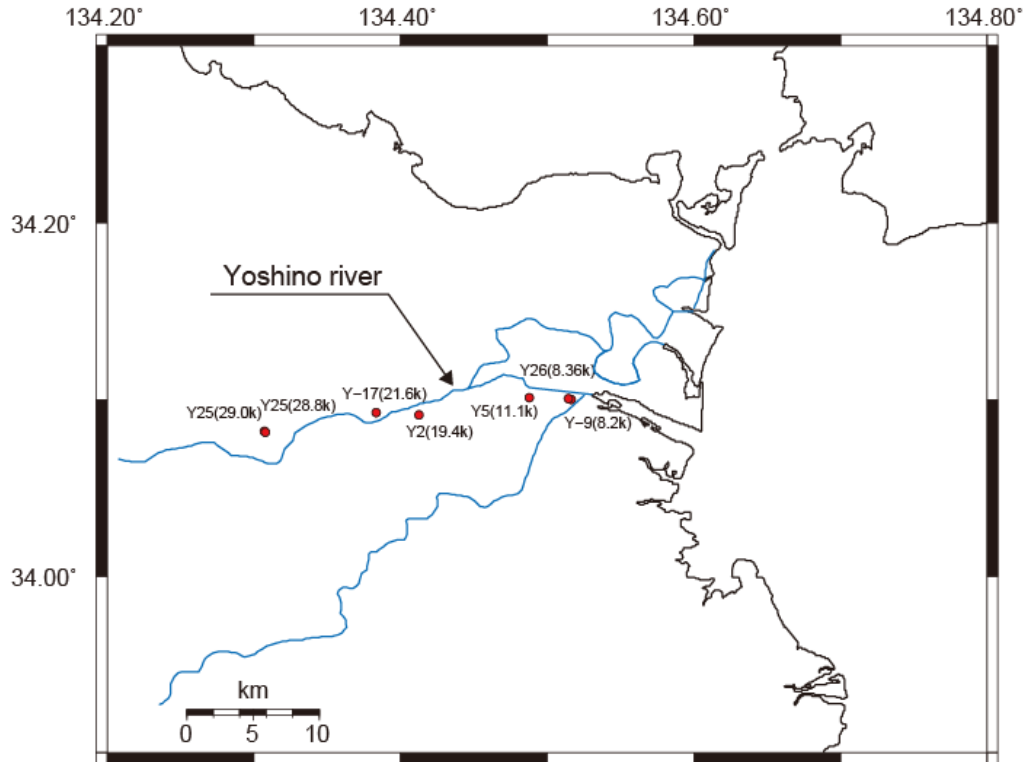 134.20° 134.40° 134.60° 134.80°
34.20°
Yoshino river
Y26(8.36k)
Y−17(21.6k)
Y25(29.0k) Y25(28.8k)
Y5(11.1k)
Y2(19.4k)
Y−9(8.2k)
34.00°
km
0 5 10